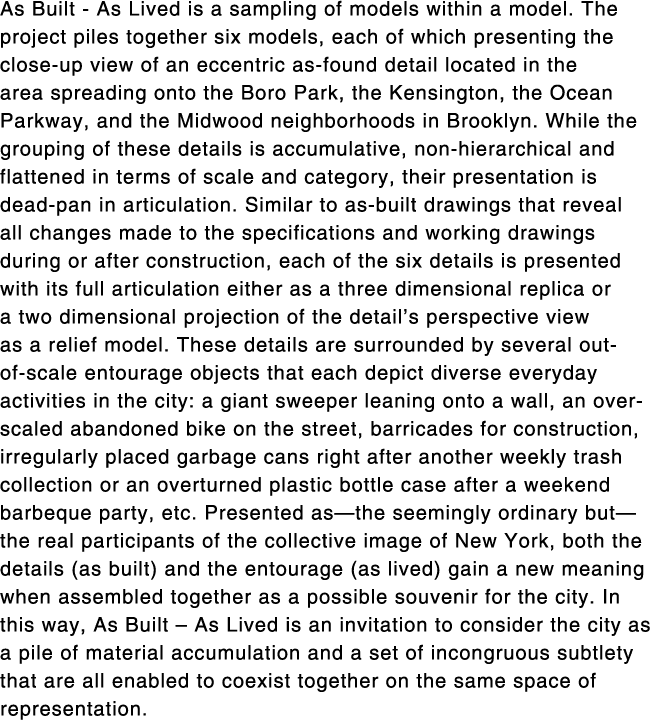 As Built - As Lived is a sampling of models within a model. The
project piles together six models, each of which presenting the
close-up view of an eccentric as-found detail located in the
area spreading onto the Boro Park, the Kensington, the Ocean
Parkway, and the Midwood neighborhoods in Brooklyn. While the
grouping of these details is accumulative, non-hierarchical and
flattened in terms of scale and category, their presentation is
dead-pan in articulation. Similar to as-built drawings that reveal
all changes made to the specifications and working drawings
during or after construction, each of the six details is presented
with its full articulation either as a three dimensional replica or
a two dimensional projection of the detail’s perspective view
as a relief model. These details are surrounded by several out-
of-scale entourage objects that each depict diverse everyday
activities in the city: a giant sweeper leaning onto a wall, an over-
scaled abandoned bike on the street, barricades for construction,
irregularly placed garbage cans right after another weekly trash
collection or an overturned plastic bottle case after a weekend
barbeque party, etc. Presented as—the seemingly ordinary but—
the real participants of the collective image of New York, both the
details (as built) and the entourage (as lived) gain a new meaning
when assembled together as a possible souvenir for the city. In
this way, As Built – As Lived is an invitation to consider the city as
a pile of material accumulation and a set of incongruous subtlety
that are all enabled to coexist together on the same space of
representation.